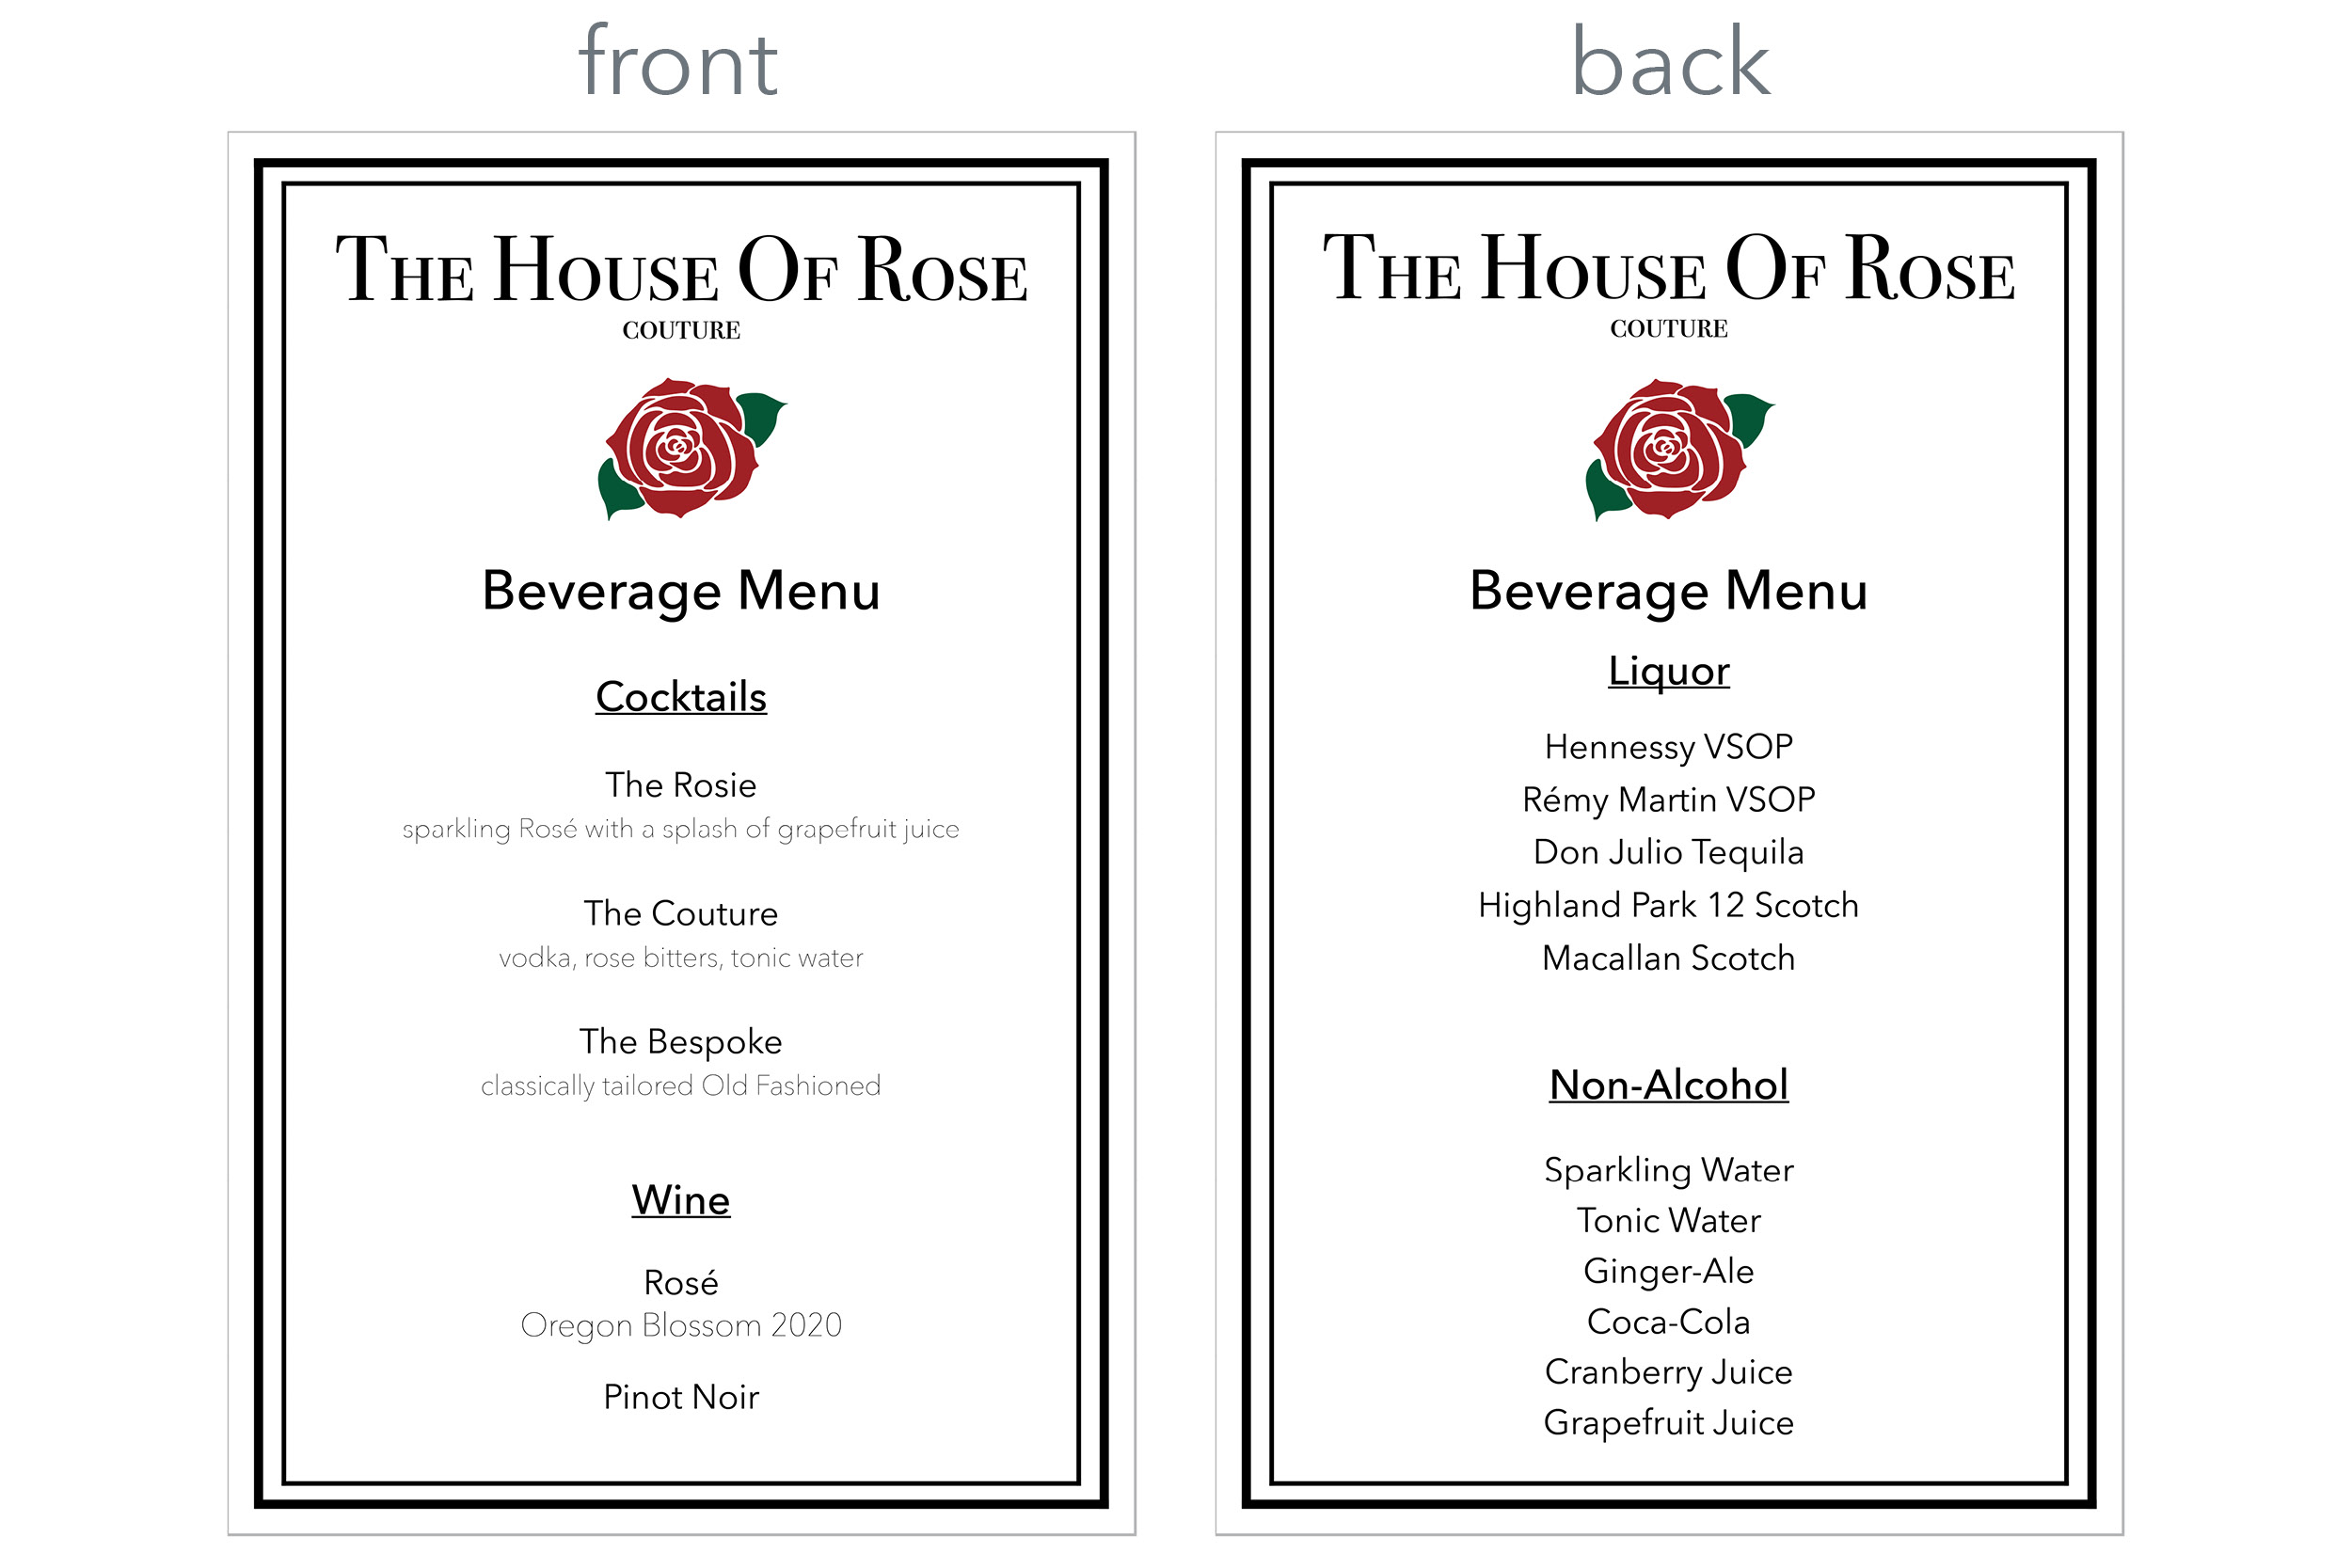 front
The House Of Rose
COUTURE
Beverage Menu
Cocktails
The Rosie
sparkling Rosé with a splash of grapefruit juice
The Couture
vodka, rose bitters, tonic water
The Bespoke
classically tailored Old Fashioned
Wine
Rosé
Oregon Blossom 2020
Pinot Noir
back
The House Of Rose
COUTURE
Beverage Menu
Liquor
Hennessy VSOP
Rémy Martin VSOP
Don Julio Tequila
Highland Park 12 Scotch
Macallan Scotch
Non-Alcohol
Sparkling Water
Tonic Water
Ginger-Ale
Coca-Cola
Cranberry Juice
Grapefruit Juice